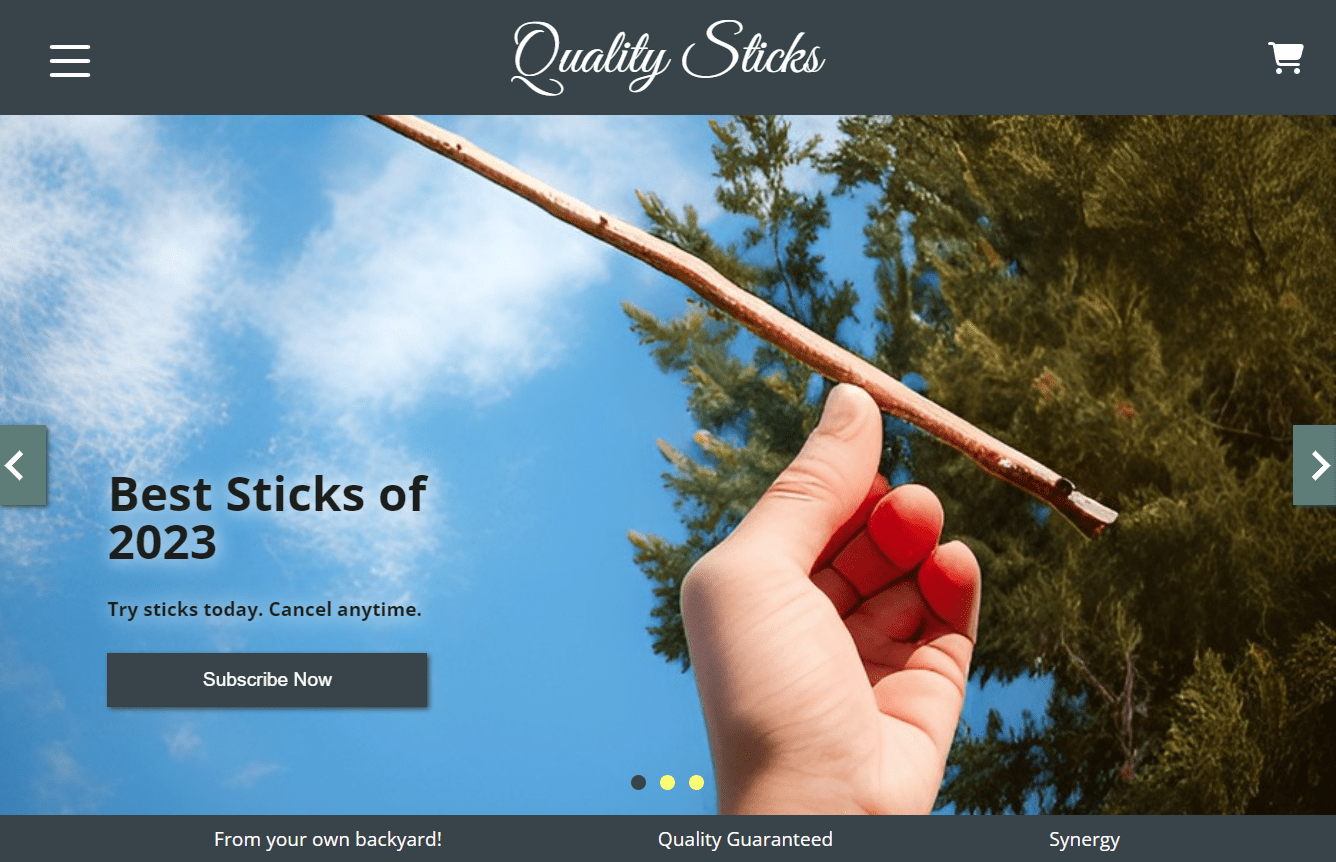 Quality Sticks
Best Sticks of
2023
Try sticks today. Cancel anytime.
Subscribe Now
From your own backyard!
Quality Guaranteed
Synergy